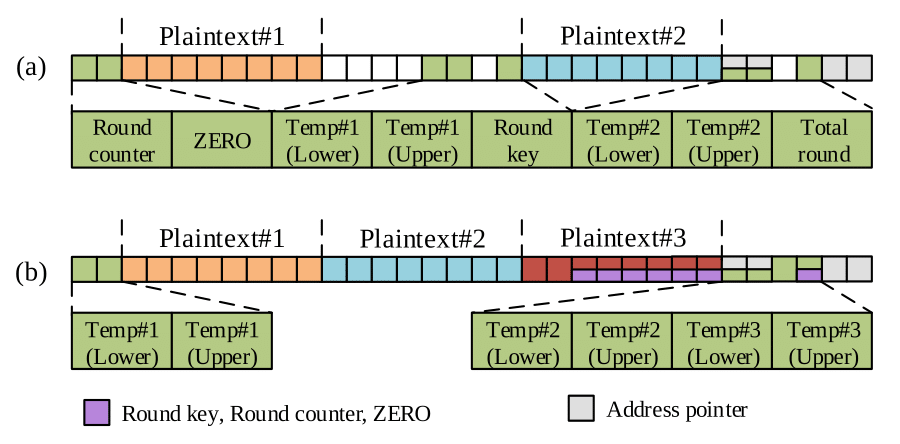 Plaintext#1 Plaintext#2
(a)
Round ZERO Temp#1 Temp#1 Round Temp#2 Temp#2 Total
counter (Lower) (Upper) key (Lower) (Upper) round
Plaintext#1 Plaintext#2 Plaintext#3
(b)
Temp#1 Temp#1 Temp#2 Temp#2 Temp#3 Temp#3
(Lower) (Upper) (Lower) (Upper) (Lower) (Upper)
Round key, Round counter, ZERO Address pointer